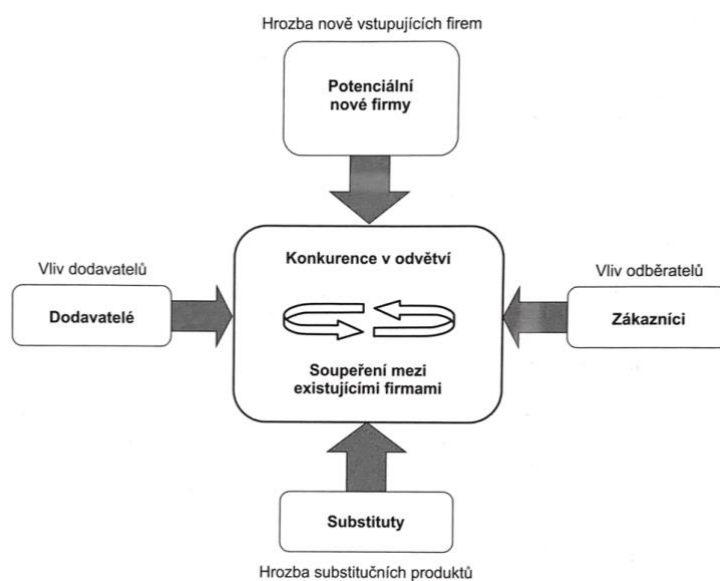 Hrozba nově vstupujících firem
Potenciální
nové firmy
Konkurence v odvětví
Vliv dodavatelů
Dodavatelé
Vliv odběratelů
Zákazníci
Soupeření mezi
existujícími firmami
Substituty
Hrozba substitučních produktů